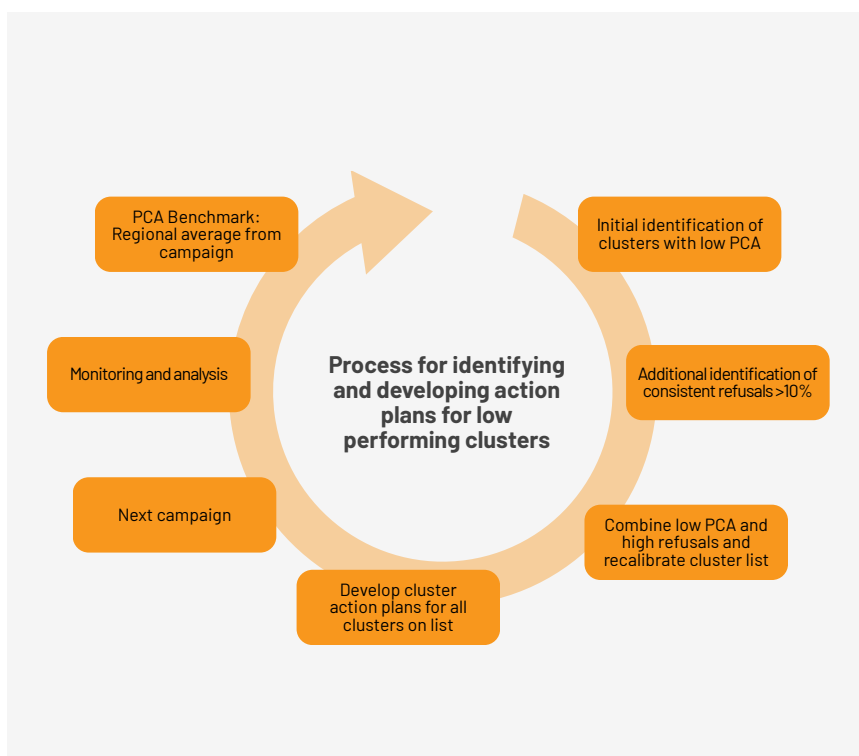 Process for identifying
and developing action
plans for low
performing clusters
Initial identification of
clusters with low PCA
Additional identification of
consistent refusals >10%
Combine low PCA and
high refusals and
recalibrate cluster list
Develop cluster
action plans for all
clusters on list
Next campaign
Monitoring and analysis
PCA Benchmark:
Regional average from
campaign